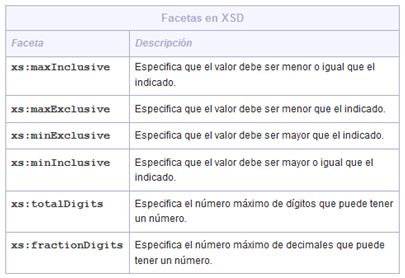 Facetas en XSD
Faceta Descripción
xs:maxInclusive Especifica que el valor debe ser menor o igual que el
indicado.
xs:maxExclusive Especifica que el valor debe ser menor que el indicado.
xs:minExclusive Especifica que el valor debe ser mayor que el indicado.
xs:minInclusive Especifica que el valor debe ser mayor o igual que el
indicado.
xs:totalDigits Especifica el número máximo de dígitos que puede tener
un número.
xs:fractionDigits Especifica el número máximo de decimales que puede
tener un número.